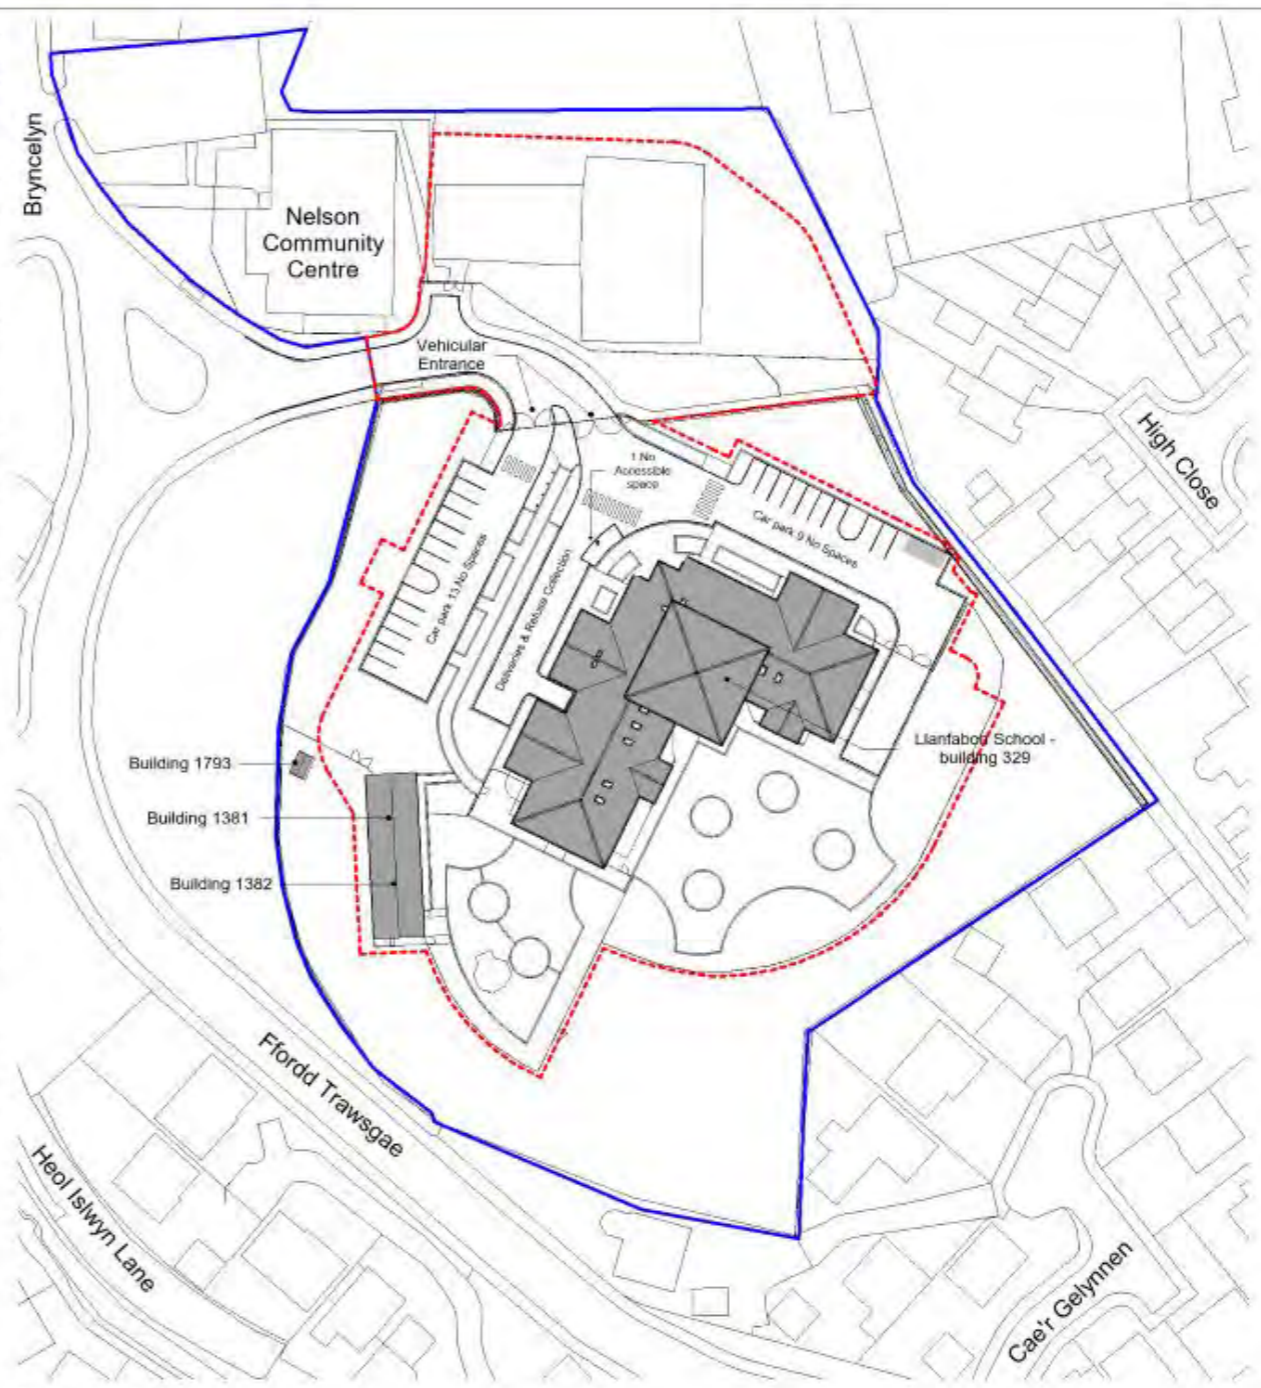 Bryncelyn
Nelson
Community
Centre
Vehicular
Entrance
1 No
Accessible
space
High Close
Car park 9 No Spaces
Car park 13 No Spaces
Deliveries & Refuse Collection
Llanfabon School -
building 329
Building 1793
Building 1381
Building 1382
Ffordd Trawsgae
Heol Islwyn Lane
Cae'r Gelynnen